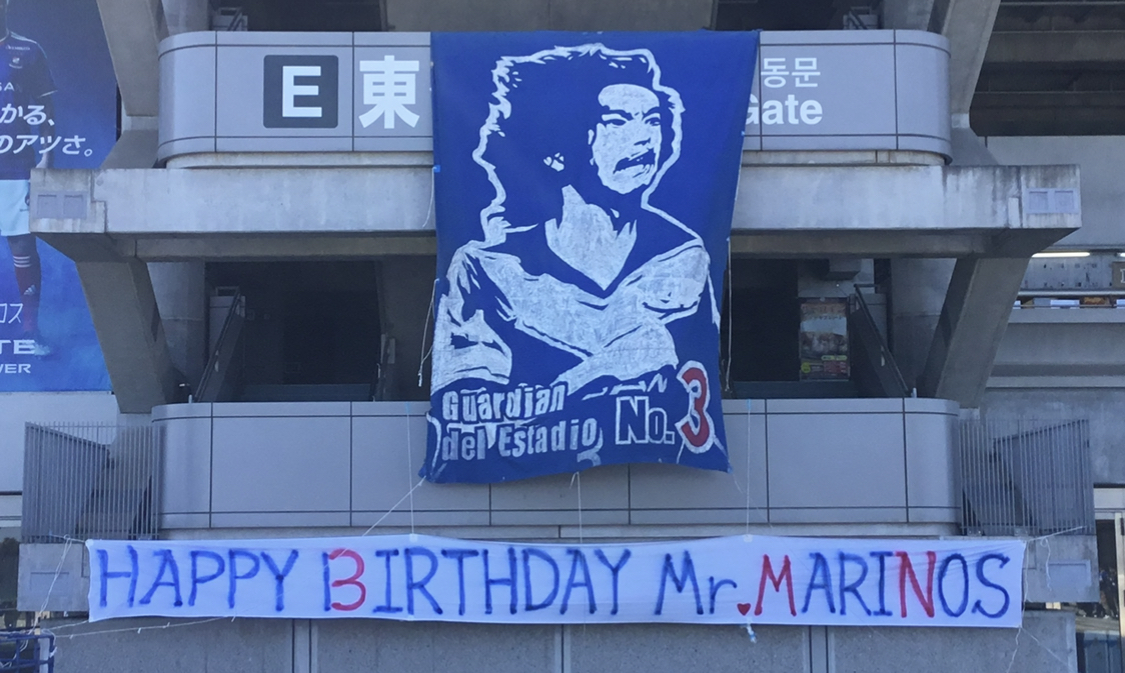 E 東
동문
Gate
かる、
のアツさ。
Guardian
del Estadio
No.3
HAPPY BIRTHDAY Mr.MARINOS